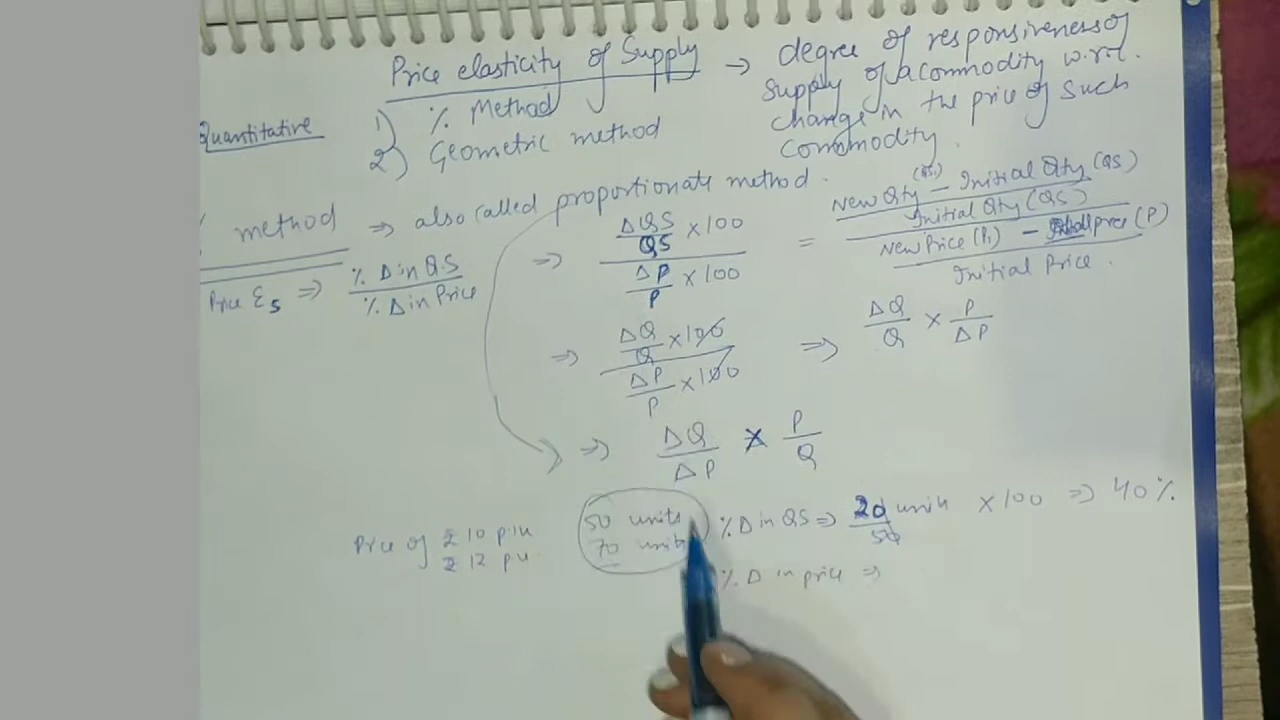 Price elasticity of Supply → degree of responsiveness of
supply of a commodity w.r.t.
change in the price of such
commodity.
Quantitative
1) % Method
2) Geometric method
% method ⇒ also called proportionate method.
Price Es ⇒ % Δ in QS / % Δ in Price
⇒ ΔQS/QS × 100 / ΔP/P × 100
= New Qty (QS1) – Initial Qty (QS) / Initial Qty (QS)
New Price (P1) – Price (P) / Initial Price.
⇒ ΔQ/Q × 100 / ΔP/P × 100 ⇒ ΔQ/Q × P/ΔP
⇒ ΔQ/ΔP × P/Q
Price of ₹ 10 p.u 50 units % Δ in QS ⇒ 20 units/50 × 100 ⇒ 40%
₹ 12 pu 70 units
% Δ in price ⇒